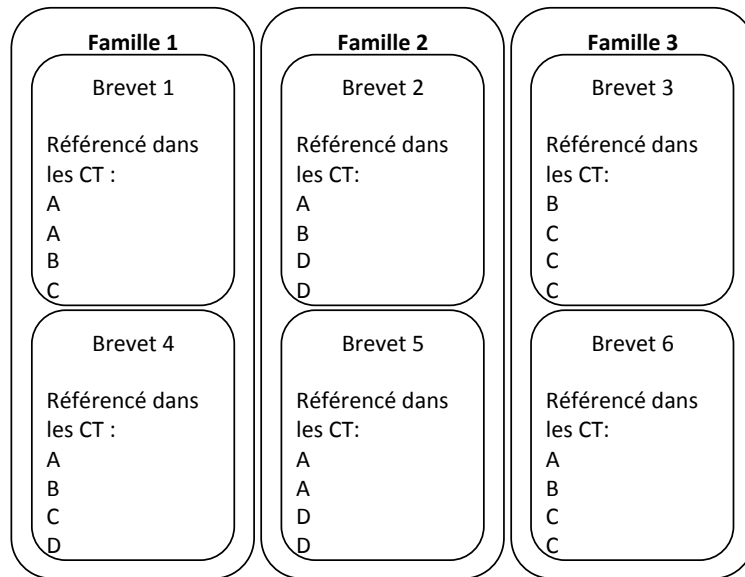 Famille 1
Brevet 1
Référencé dans
les CT :
A
A
B
C
Brevet 4
Référencé dans
les CT :
A
B
C
D
Famille 2
Brevet 2
Référencé dans
les CT:
A
B
D
D
Brevet 5
Référencé dans
les CT:
A
A
D
D
Famille 3
Brevet 3
Référencé dans
les CT:
B
C
C
C
Brevet 6
Référencé dans
les CT:
A
B
C
C